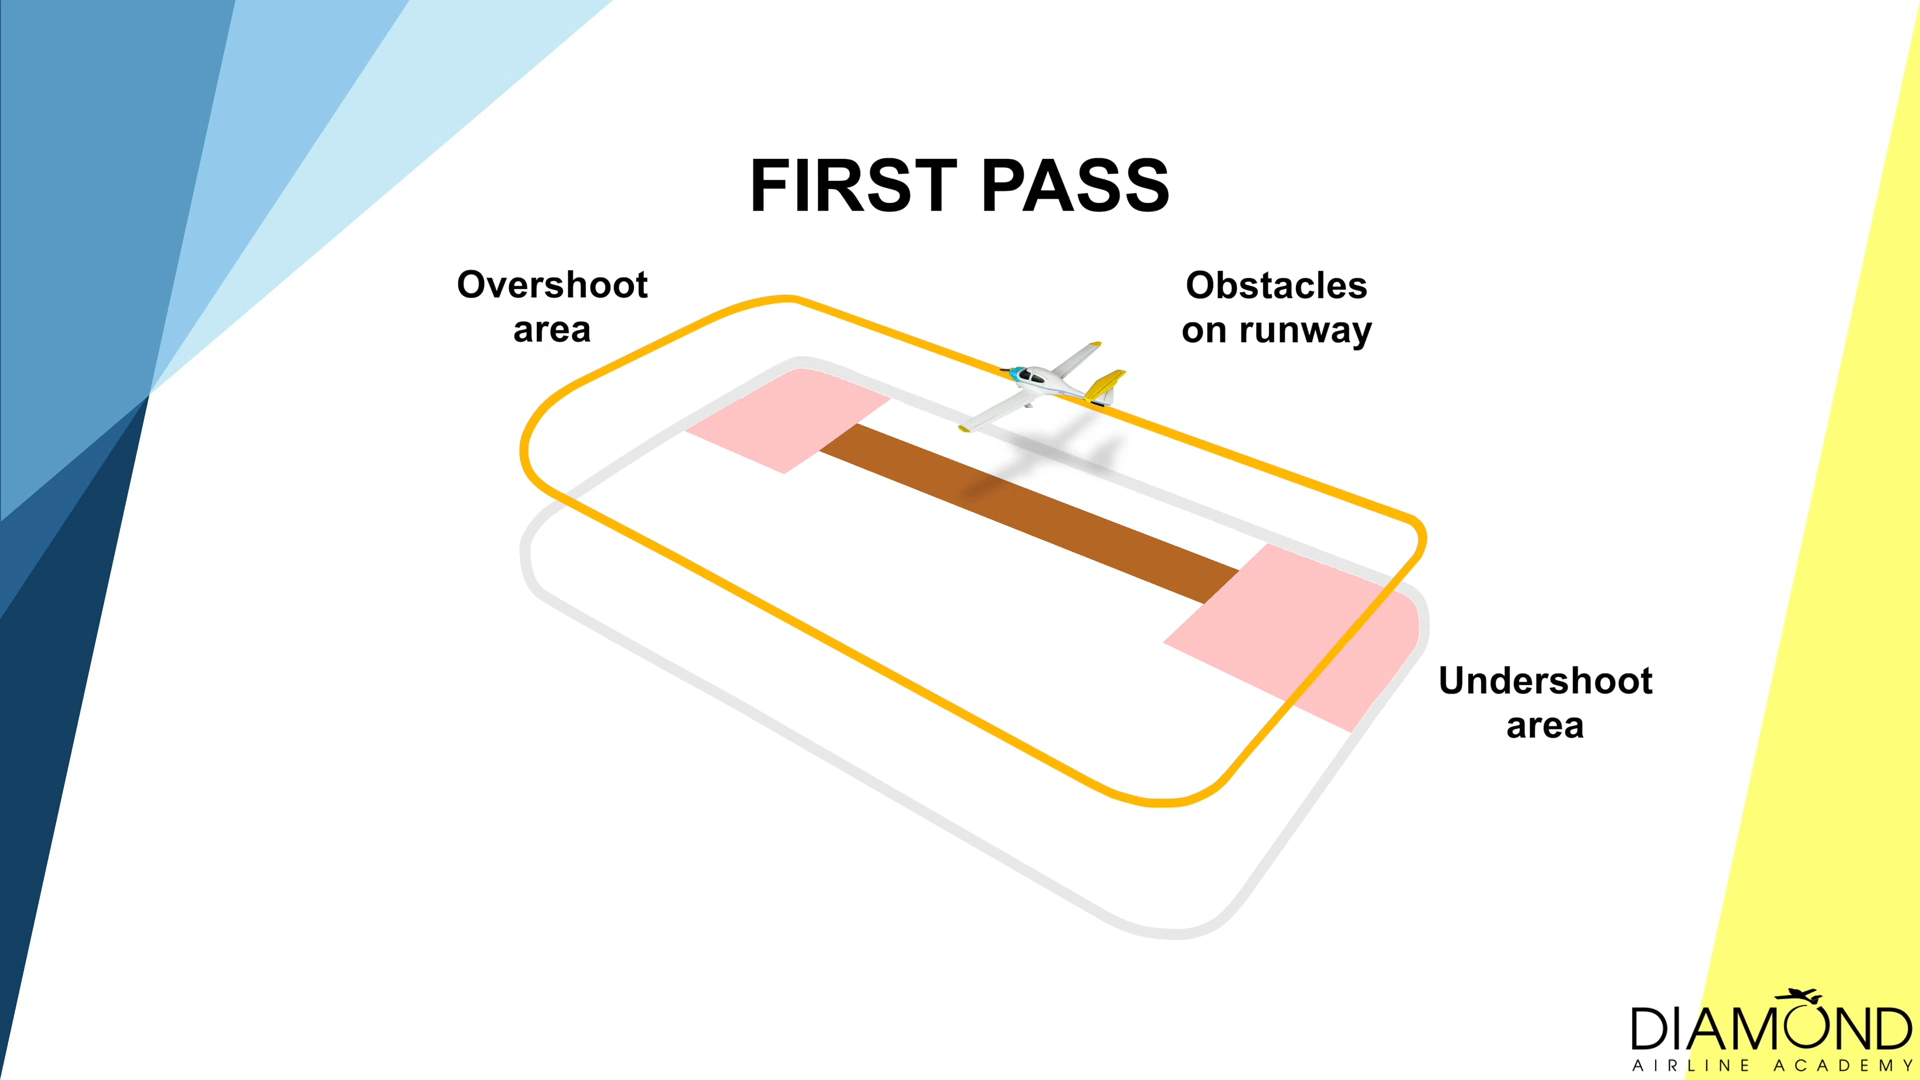 FIRST PASS
Overshoot
area
Obstacles
on runway
Undershoot
area
DIAMOND
AIRLINE ACADEMY